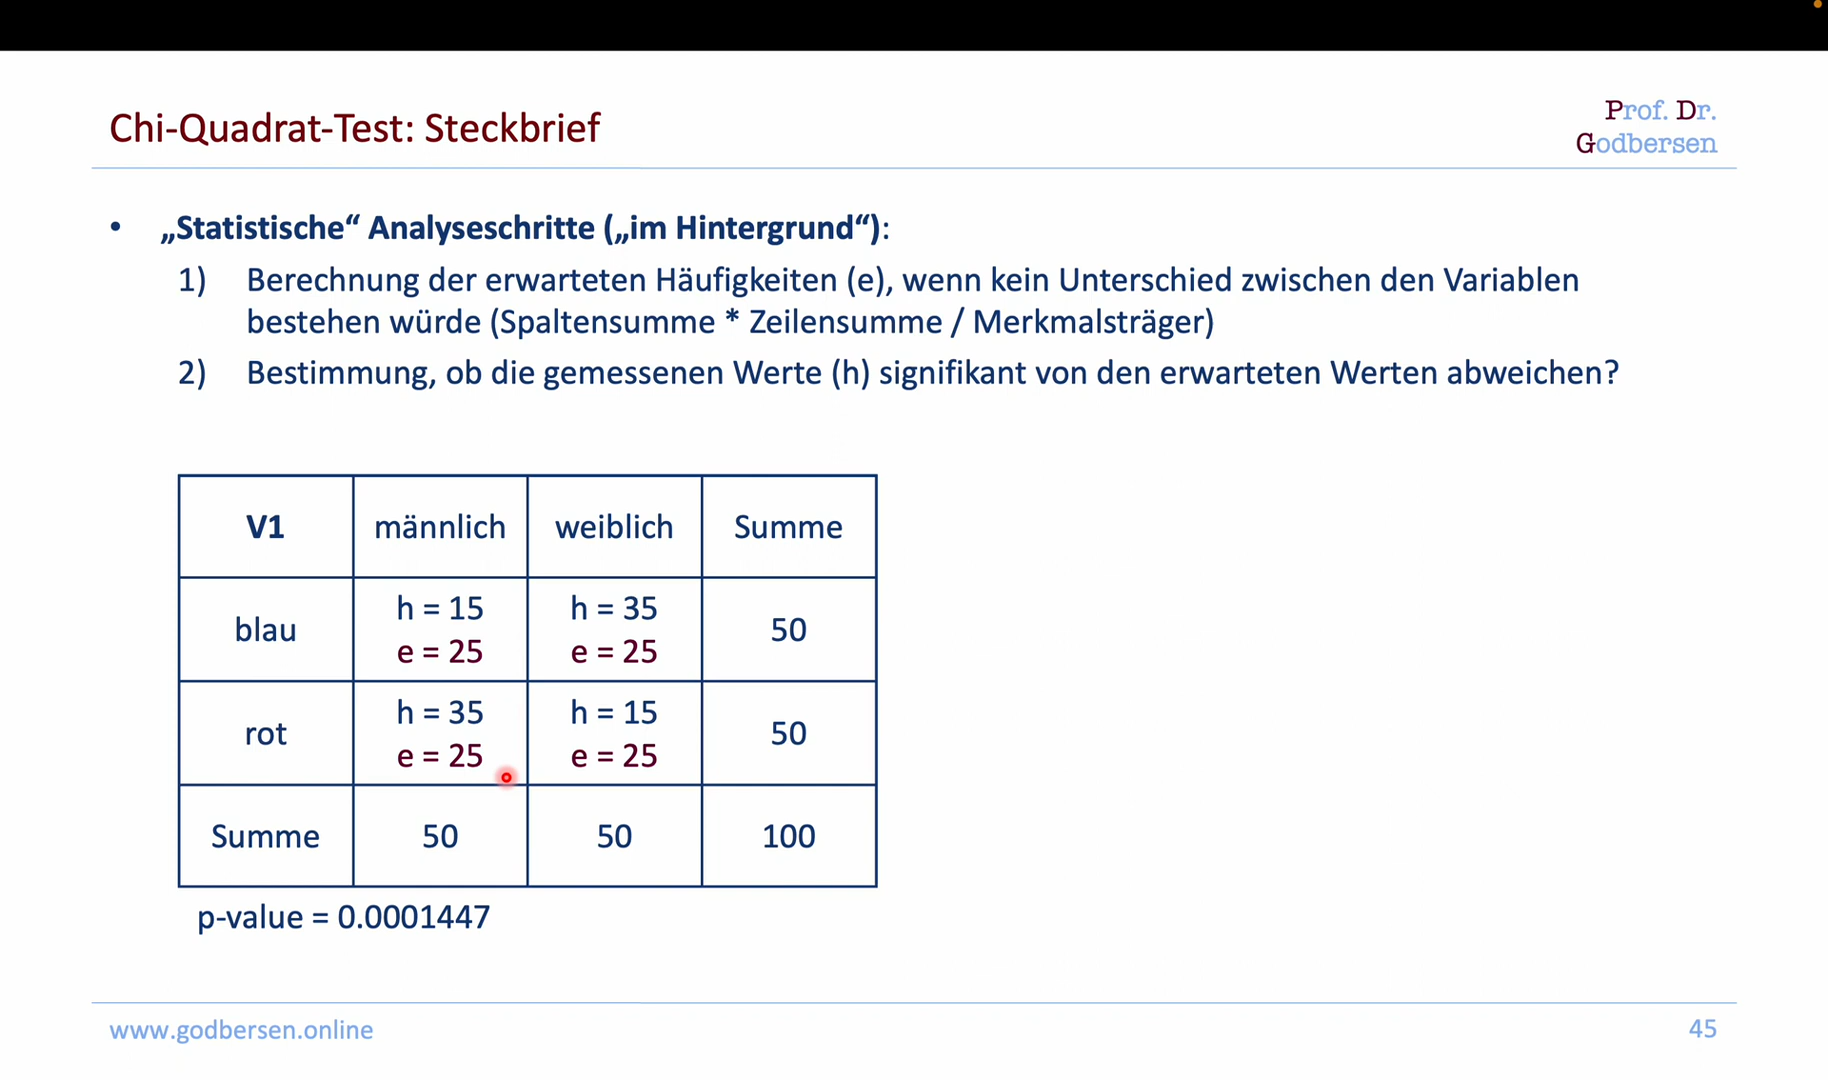 Chi-Quadrat-Test: Steckbrief
Prof. Dr.
Godbersen
• „Statistische“ Analyseschritte („im Hintergrund“):
1) Berechnung der erwarteten Häufigkeiten (e), wenn kein Unterschied zwischen den Variablen
bestehen würde (Spaltensumme * Zeilensumme / Merkmalsträger)
2) Bestimmung, ob die gemessenen Werte (h) signifikant von den erwarteten Werten abweichen?
V1 männlich weiblich Summe
h = 15 h = 35
blau 50
e = 25 e = 25
h = 35 h = 15
rot 50
e = 25 e = 25
Summe 50 50 100
p-value = 0.0001447
www.godbersen.online
45